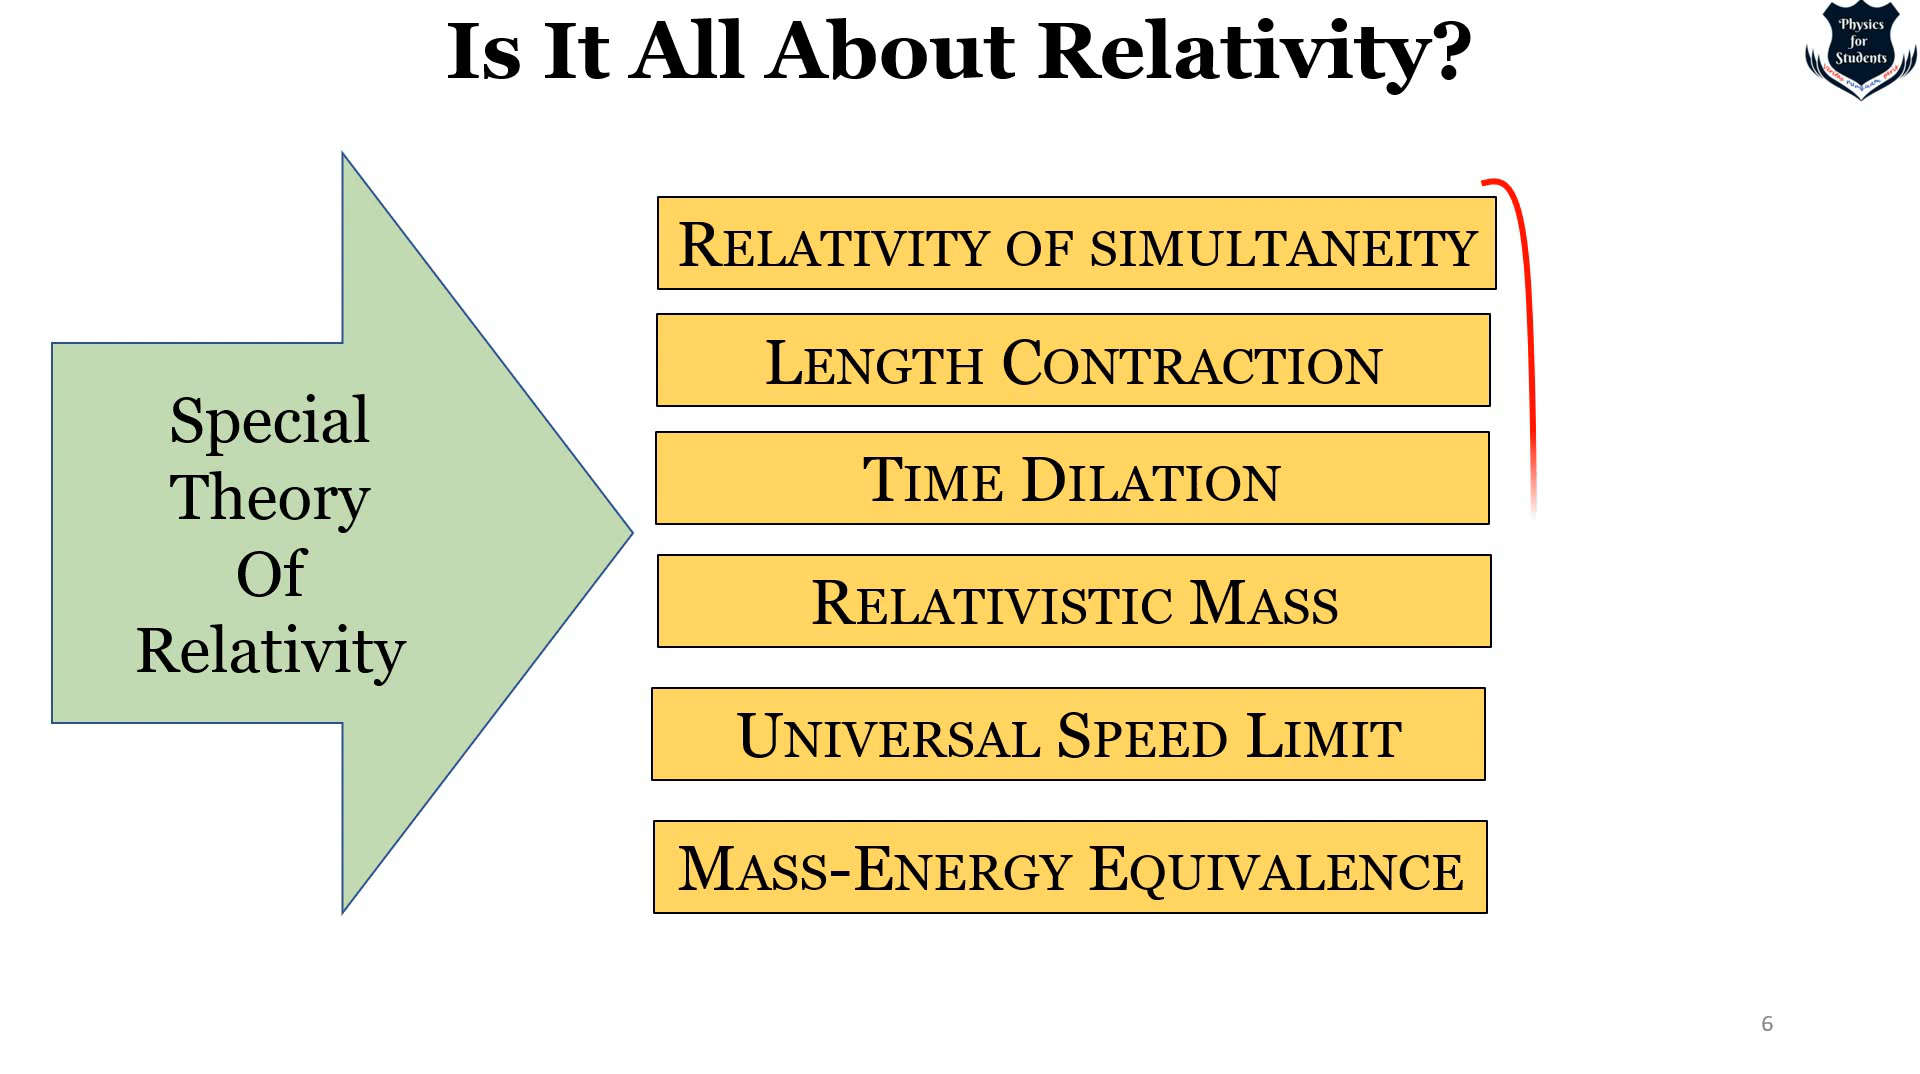 Is It All About Relativity?
Physics
for
Students
Special
Theory
Of
Relativity
RELATIVITY OF SIMULTANEITY
LENGTH CONTRACTION
TIME DILATION
RELATIVISTIC MASS
UNIVERSAL SPEED LIMIT
MASS-ENERGY EQUIVALENCE
6